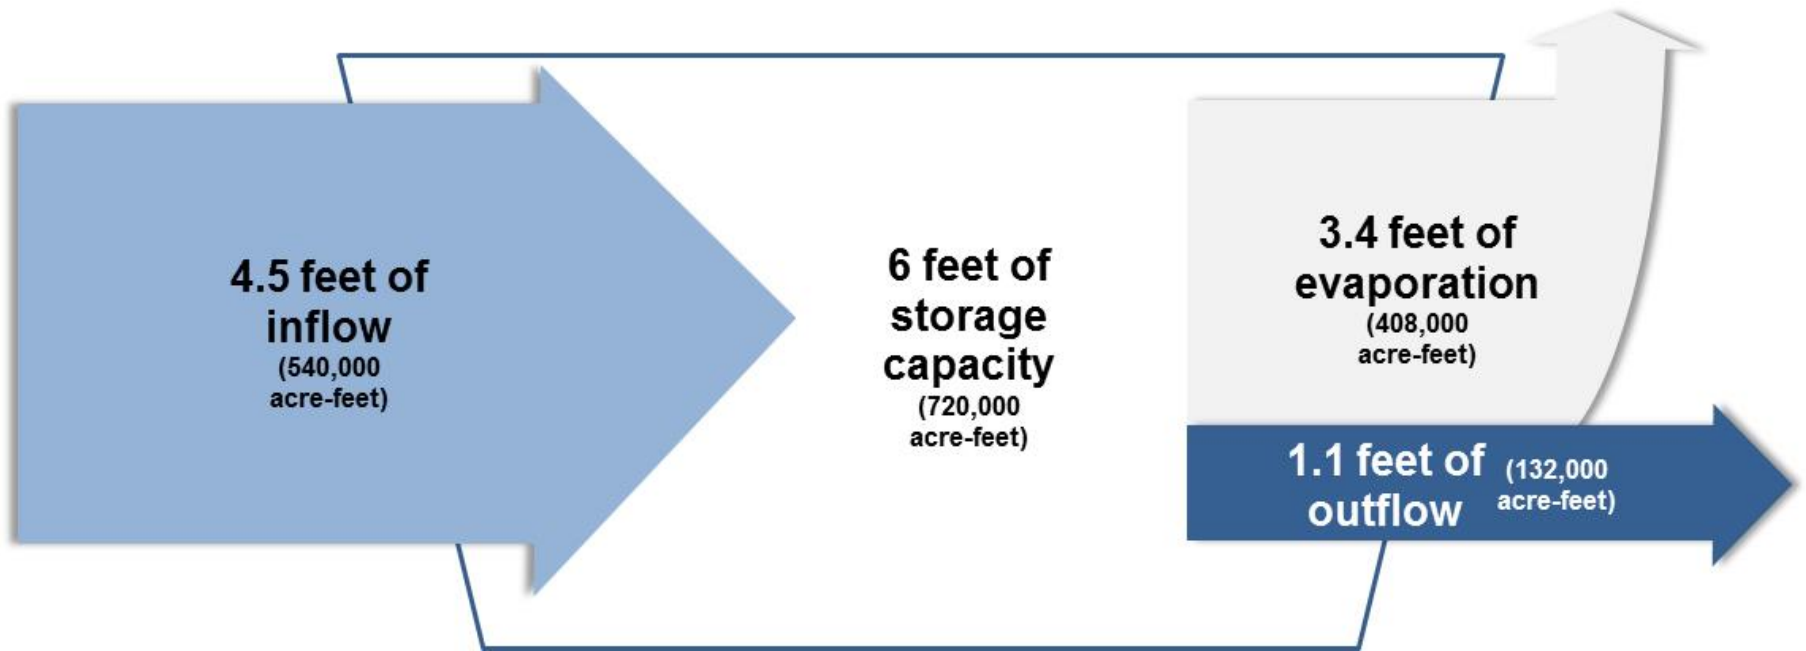 4.5 feet of
inflow
(540,000
acre-feet)
6 feet of
storage
capacity
(720,000
acre-feet)
3.4 feet of
evaporation
(408,000
acre-feet)
1.1 feet of
outflow
(132,000
acre-feet)